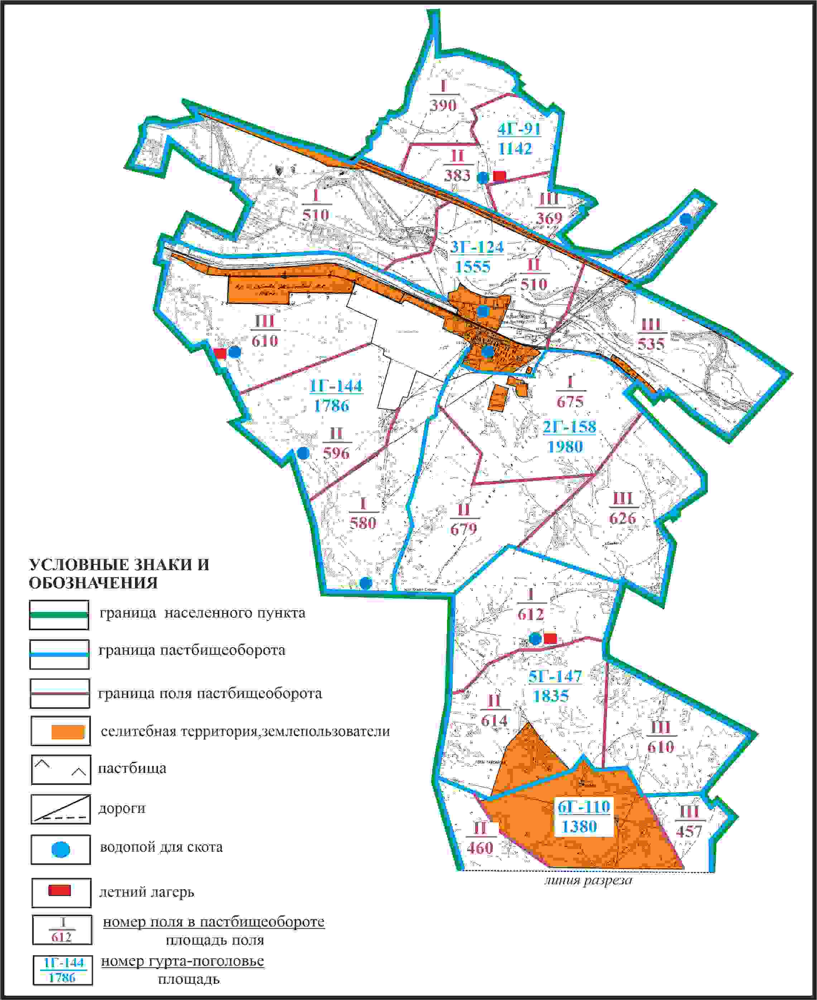 I
390
4Г-91
1142
II
383
III
369
I
510
3Г-124
1555
II
510
III
535
III
610
1Г-144
1786
I
675
2Г-158
1980
II
596
I
580
II
679
III
626
I
612
5Г-147
1835
II
614
III
610
6Г-110
1380
II
460
III
457
линия разреза
УСЛОВНЫЕ ЗНАКИ И
ОБОЗНАЧЕНИЯ
граница населенного пункта
граница пастбищеоборота
граница поля пастбищеоборота
селитебная территория,землепользователи
пастбища
дороги
водопой для скота
летний лагерь
I
612
номер поля в пастбищеобороте
площадь поля
1Г-144
1786
номер гурта-поголовье
площадь